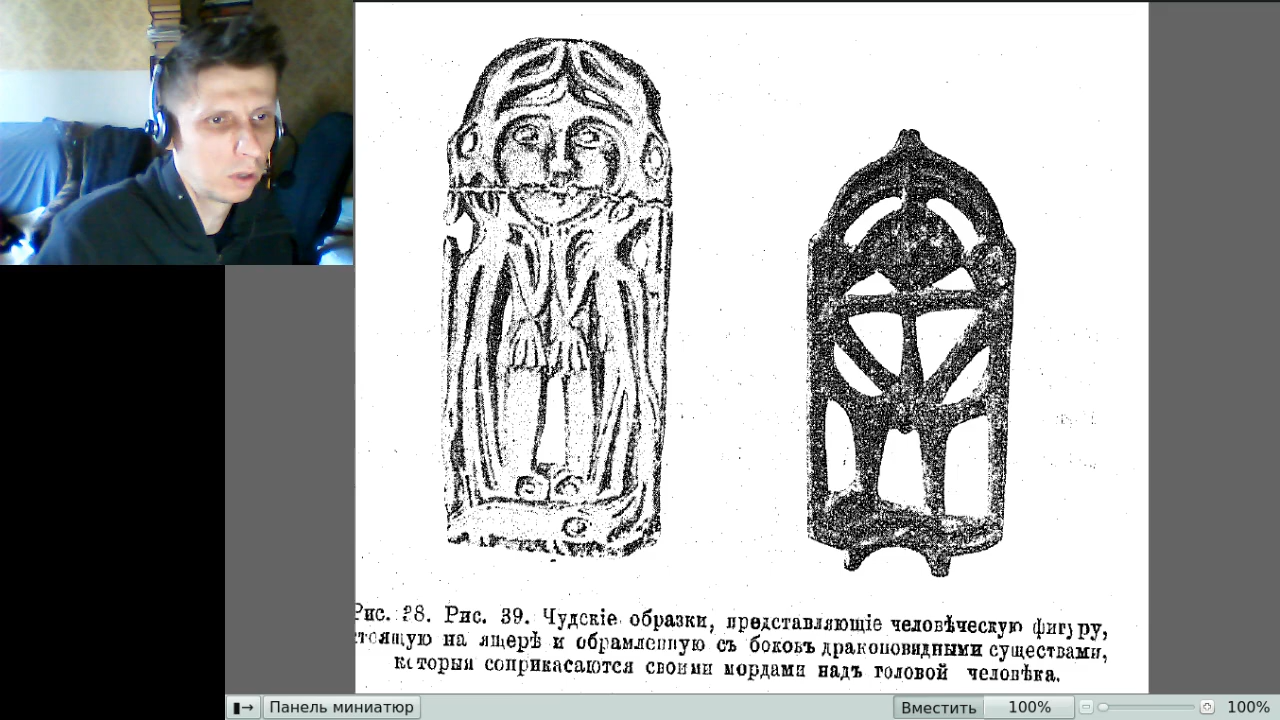 Рис. 38. Рис. 39. Чудскіе образки, представляющіе человѣческую фигуру,
стоящую на ящерѣ и обрамленную съ боковъ драконовидными существами,
которыя соприкасаются своими мордами надъ головой человѣка.
Панель миниатюр
Вместить
100%
100%